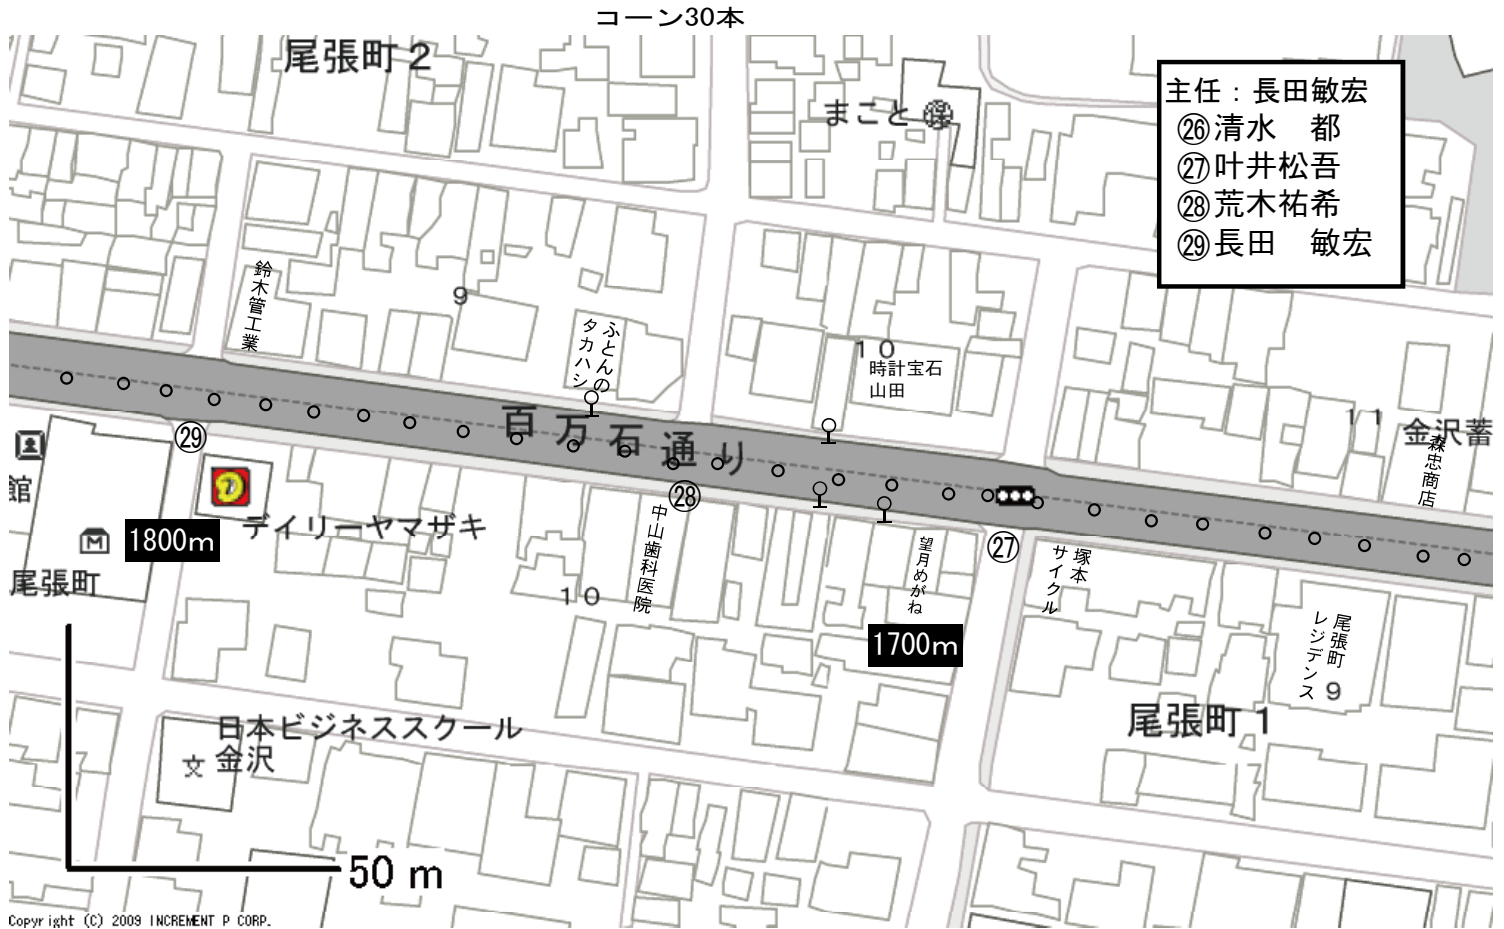 コーン30本
尾張町2
まこと
主任：長田敏宏
㉖清水　都
㉗叶井松吾
㉘荒木祐希
㉙長田　敏宏
鈴木管工業
9
ふとんの
タカハシ
10
時計宝石
山田
11
金沢蓄
森忠商店
百万石通り
㉙
㉘
㉗
館
デイリーヤマザキ
1800m
尾張町
中山歯科医院
10
望月めがね
塚本
サイクル
1700m
尾張町
レジデンス
9
尾張町1
日本ビジネススクール
金沢
文
50 m
Copyright (C) 2009 INCREMENT P CORP.